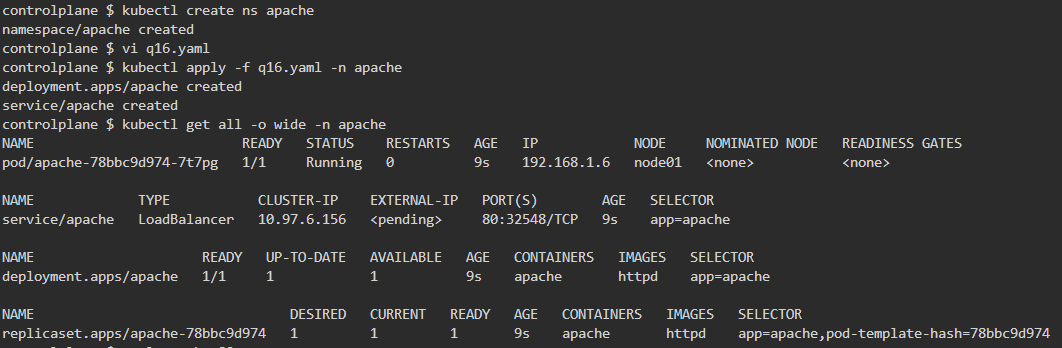 controlplane $ kubectl create ns apache
namespace/apache created
controlplane $ vi q16.yaml
controlplane $ kubectl apply -f q16.yaml -n apache
deployment.apps/apache created
service/apache created
controlplane $ kubectl get all -o wide -n apache
NAME READY STATUS RESTARTS AGE IP NODE NOMINATED NODE READINESS GATES
pod/apache-78bbc9d974-7t7pg 1/1 Running 0 9s 192.168.1.6 node01 <none> <none>
NAME TYPE CLUSTER-IP EXTERNAL-IP PORT(S) AGE SELECTOR
service/apache LoadBalancer 10.97.6.156 <pending> 80:32548/TCP 9s app=apache
NAME READY UP-TO-DATE AVAILABLE AGE CONTAINERS IMAGES SELECTOR
deployment.apps/apache 1/1 1 1 9s apache httpd app=apache
NAME DESIRED CURRENT READY AGE CONTAINERS IMAGES SELECTOR
replicaset.apps/apache-78bbc9d974 1 1 1 9s apache httpd app=apache,pod-template-hash=78bbc9d974